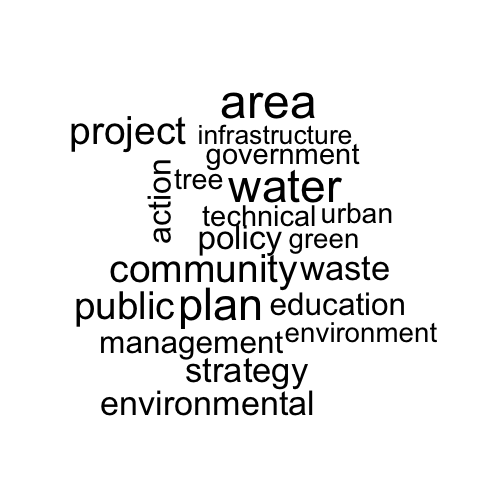 area
project infrastructure
government
action tree water
technical urban
policy green
community waste
public plan education
management environment
strategy
environmental